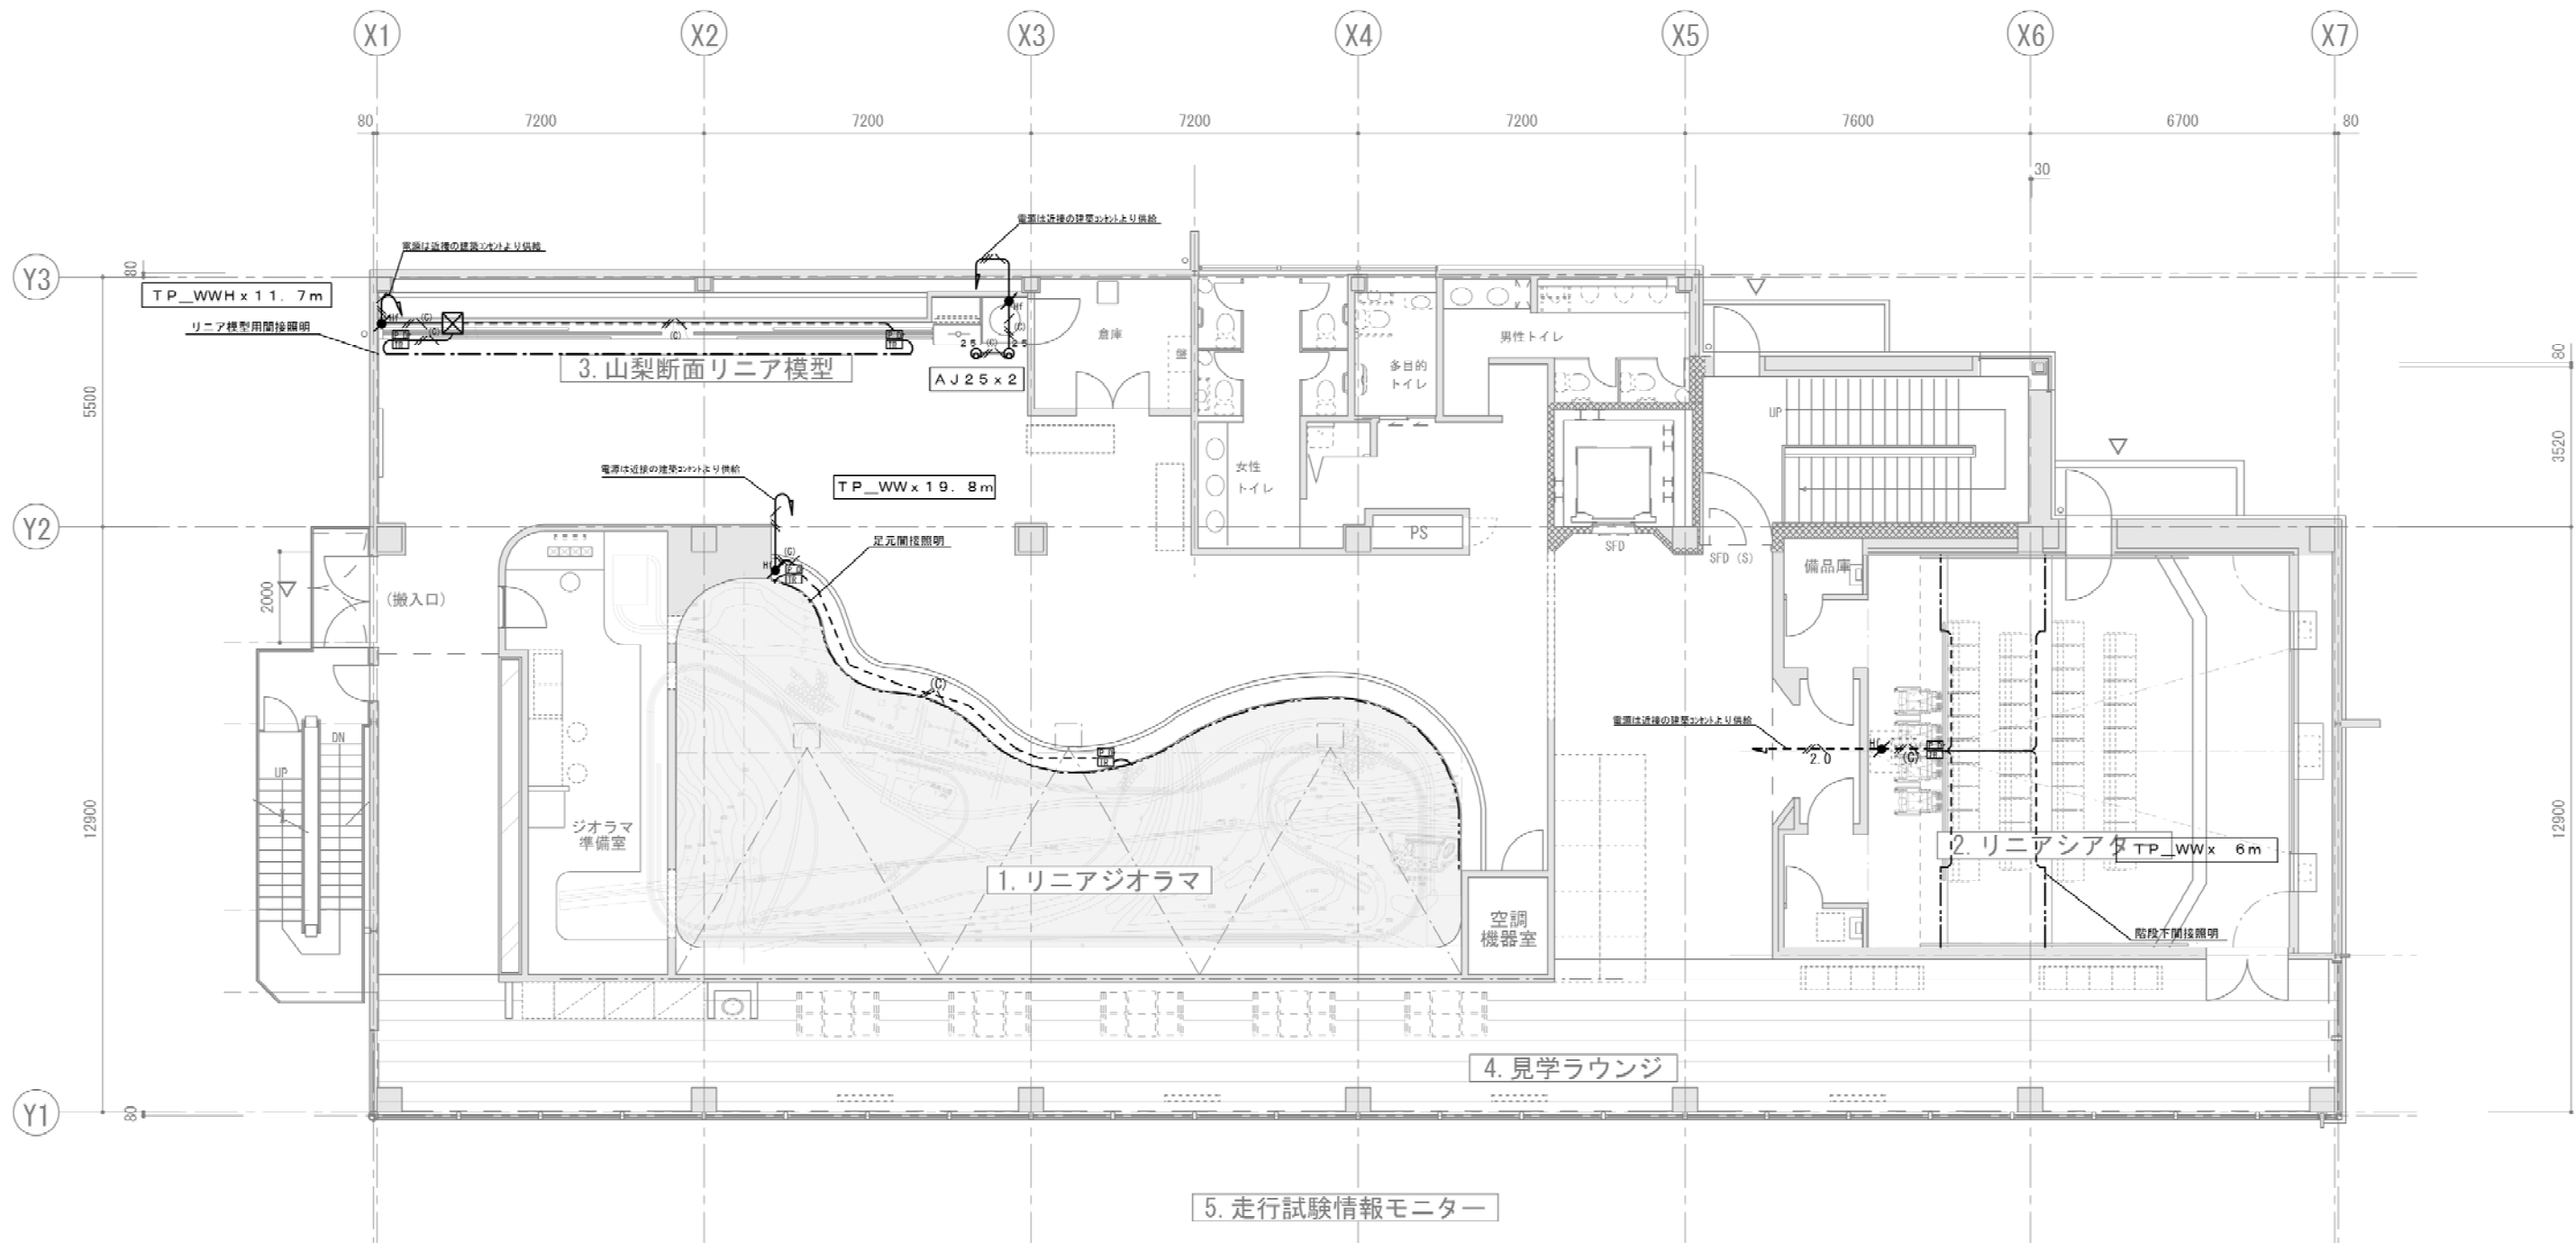 X1
X2
X3
X4
X5
X6
X7
80
7200
7200
7200
7200
7600
6700
80
30
電源は近接の建築コンセントより供給
電源は近接の建築コンセントより供給
Y3
80
TP_WWH x 11. 7m
リニア模型用間接照明
Hf
(C)
(C)
(C)
Hf
(C)
25
(C)
25
3. 山梨断面リニア模型
AJ25x2
倉庫
盤
多目的
トイレ
男性トイレ
女性
トイレ
UP
80
5500
3520
電源は近接の建築コンセントより供給
TP_WWx19. 8m
Y2
足元間接照明
(C)
PS
SFD
SFD (S)
備品庫
2000
(搬入口)
(C)
DN
UP
電源は近接の建築コンセントより供給
Hf
2.0
(C)
12900
12900
ジオラマ
準備室
1. リニアジオラマ
2. リニアシアター
TP_WWx 6m
空調
機器室
階段下間接照明
4. 見学ラウンジ
Y1
80
5. 走行試験情報モニター